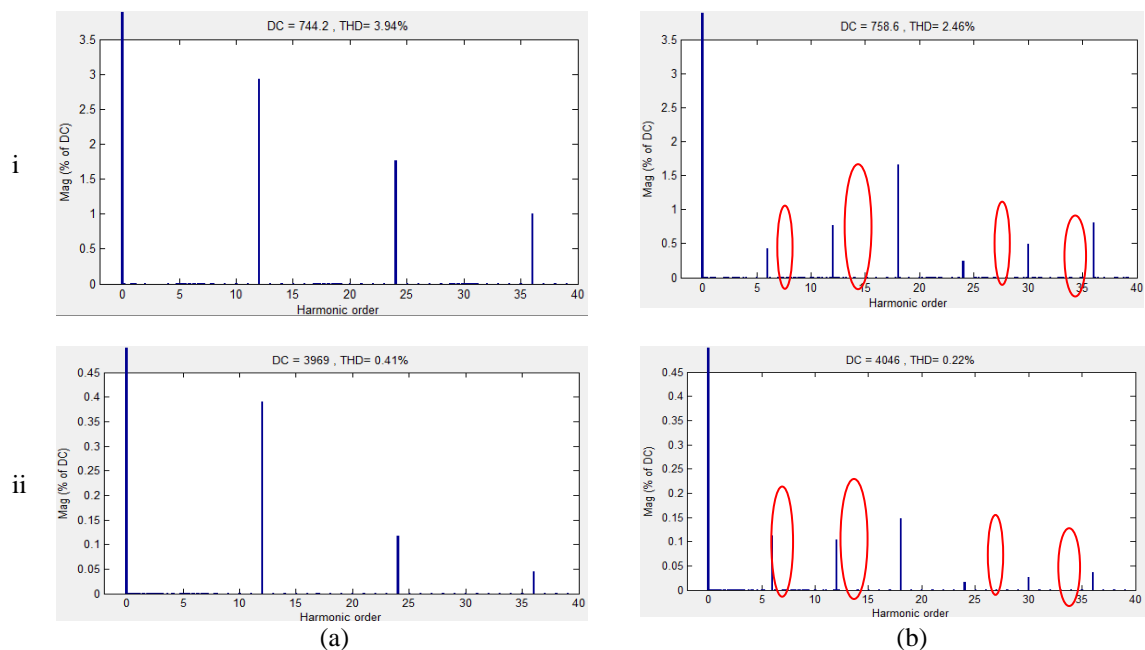 DC = 744.2 , THD= 3.94%
3.5
3
2.5
2
1.5
1
0.5
0
Mag (% of DC)
0 5 10 15 20 25 30 35 40
Harmonic order
i
DC = 758.6 , THD= 2.46%
3.5
3
2.5
2
1.5
1
0.5
0
Mag (% of DC)
0 5 10 15 20 25 30 35 40
Harmonic order
DC = 3969 , THD= 0.41%
0.45
0.4
0.35
0.3
0.25
0.2
0.15
0.1
0.05
0
Mag (% of DC)
0 5 10 15 20 25 30 35 40
Harmonic order
ii
DC = 4046 , THD= 0.22%
0.45
0.4
0.35
0.3
0.25
0.2
0.15
0.1
0.05
0
Mag (% of DC)
0 5 10 15 20 25 30 35 40
Harmonic order
(a)
(b)